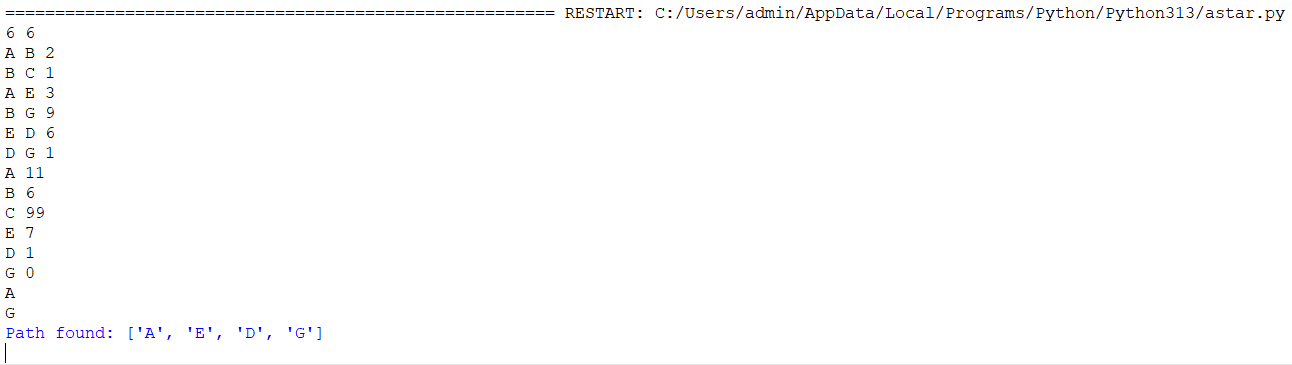 ======================================================= RESTART: C:/Users/admin/AppData/Local/Programs/Python/Python313/astar.py
6 6
A B 2
B C 1
A E 3
B G 9
E D 6
D G 1
A 11
B 6
C 99
E 7
D 1
G 0
A
G
Path found: ['A', 'E', 'D', 'G']